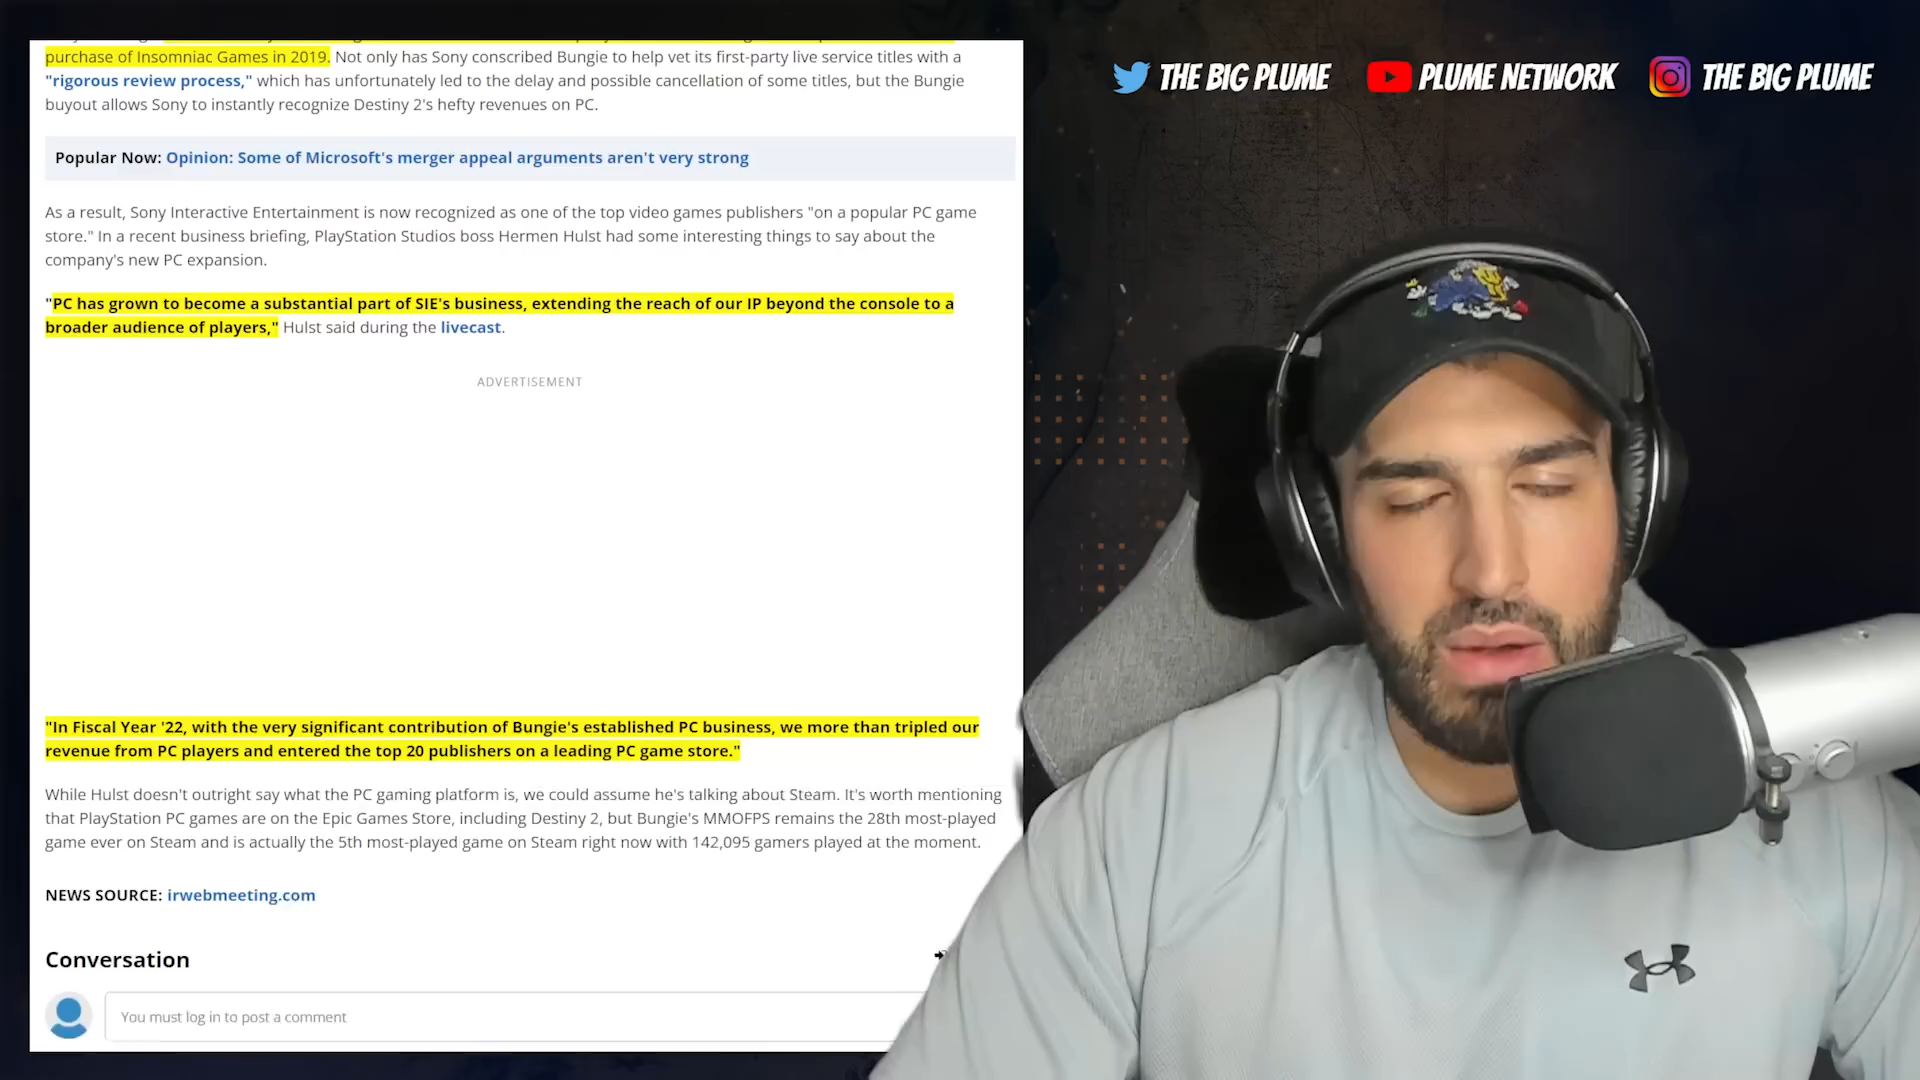 THE BIG PLUME
PLUME NETWORK
THE BIG PLUME
purchase of Insomniac Games in 2019. Not only has Sony conscribed Bungie to help vet its first-party live service titles with a
"rigorous review process," which has unfortunately led to the delay and possible cancellation of some titles, but the Bungie
buyout allows Sony to instantly recognize Destiny 2's hefty revenues on PC.
Popular Now: Opinion: Some of Microsoft's merger appeal arguments aren't very strong
As a result, Sony Interactive Entertainment is now recognized as one of the top video games publishers "on a popular PC game
store." In a recent business briefing, PlayStation Studios boss Hermen Hulst had some interesting things to say about the
company's new PC expansion.
"PC has grown to become a substantial part of SIE's business, extending the reach of our IP beyond the console to a
broader audience of players," Hulst said during the livecast.
ADVERTISEMENT
"In Fiscal Year '22, with the very significant contribution of Bungie's established PC business, we more than tripled our
revenue from PC players and entered the top 20 publishers on a leading PC game store."
While Hulst doesn't outright say what the PC gaming platform is, we could assume he's talking about Steam. It's worth mentioning
that PlayStation PC games are on the Epic Games Store, including Destiny 2, but Bungie's MMOFPS remains the 28th most-played
game ever on Steam and is actually the 5th most-played game on Steam right now with 142,095 gamers played at the moment.
NEWS SOURCE: irwebmeeting.com
Conversation
You must log in to post a comment